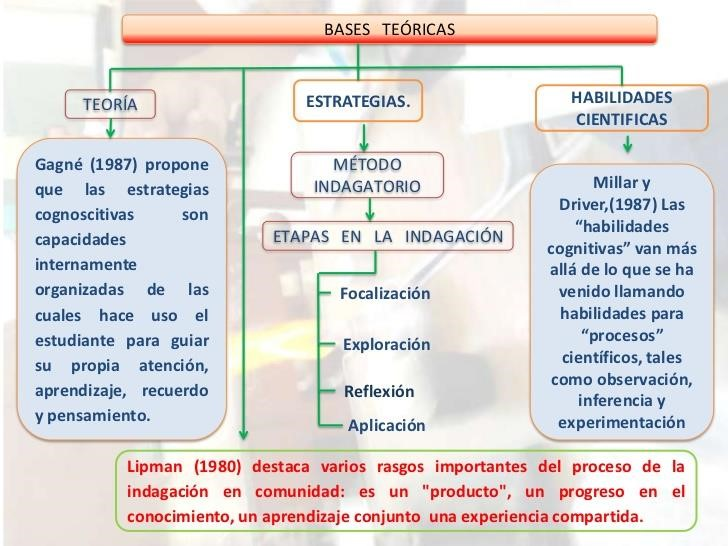 BASES TEÓRICAS
TEORÍA
Gagné (1987) propone
que las estrategias
cognoscitivas son
capacidades
internamente
organizadas de las
cuales hace uso el
estudiante para guiar
su propia atención,
aprendizaje, recuerdo
y pensamiento.
ESTRATEGIAS.
MÉTODO
INDAGATORIO
ETAPAS EN LA INDAGACIÓN
Focalización
Exploración
Reflexión
Aplicación
HABILIDADES
CIENTIFICAS
Millar y
Driver,(1987) Las
“habilidades
cognitivas” van más
allá de lo que se ha
venido llamando
habilidades para
“procesos”
científicos, tales
como observación,
inferencia y
experimentación
Lipman (1980) destaca varios rasgos importantes del proceso de la
indagación en comunidad: es un "producto", un progreso en el
conocimiento, un aprendizaje conjunto una experiencia compartida.